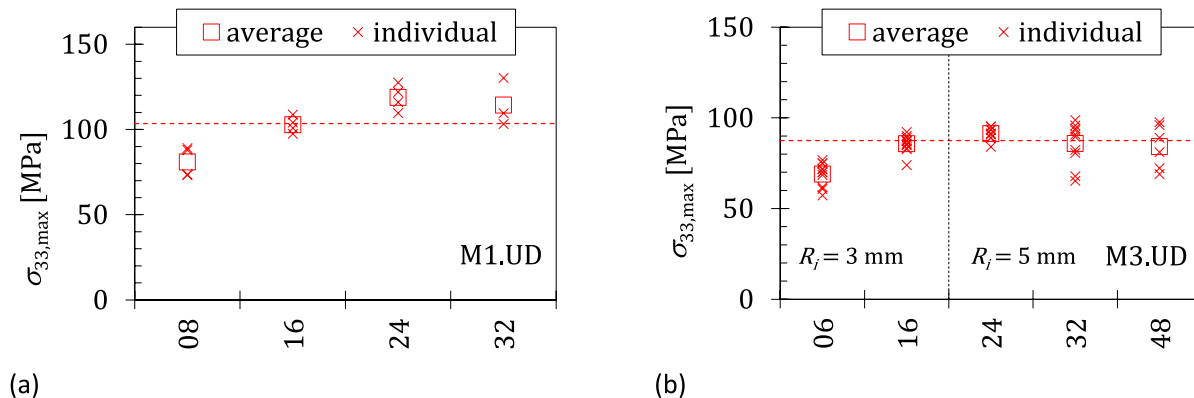 average individual
150
100
50
0
σ33,max [MPa]
M1.UD
08 16 24 32
(a)
average individual
150
100
50
0
σ33,max [MPa]
Ri = 3 mm Ri = 5 mm M3.UD
06 16 24 32 48
(b)